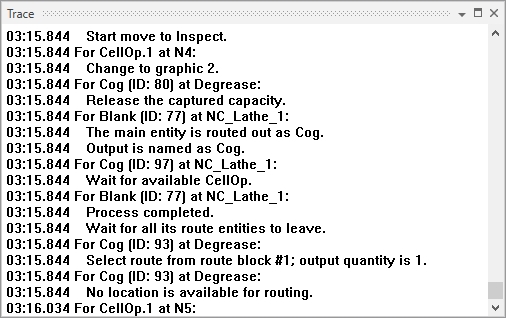 Trace
03:15.844 Start move to Inspect.
03:15.844 For CellOp.1 at N4:
03:15.844 Change to graphic 2.
03:15.844 For Cog (ID: 80) at Degrease:
03:15.844 Release the captured capacity.
03:15.844 For Blank (ID: 77) at NC_Lathe_1:
03:15.844 The main entity is routed out as Cog.
03:15.844 Output is named as Cog.
03:15.844 For Cog (ID: 97) at NC_Lathe_1:
03:15.844 Wait for available CellOp.
03:15.844 For Blank (ID: 77) at NC_Lathe_1:
03:15.844 Process completed.
03:15.844 Wait for all its route entities to leave.
03:15.844 For Cog (ID: 93) at Degrease:
03:15.844 Select route from route block #1; output quantity is 1.
03:15.844 For Cog (ID: 93) at Degrease:
03:15.844 No location is available for routing.
03:16.034 For CellOp.1 at N5: